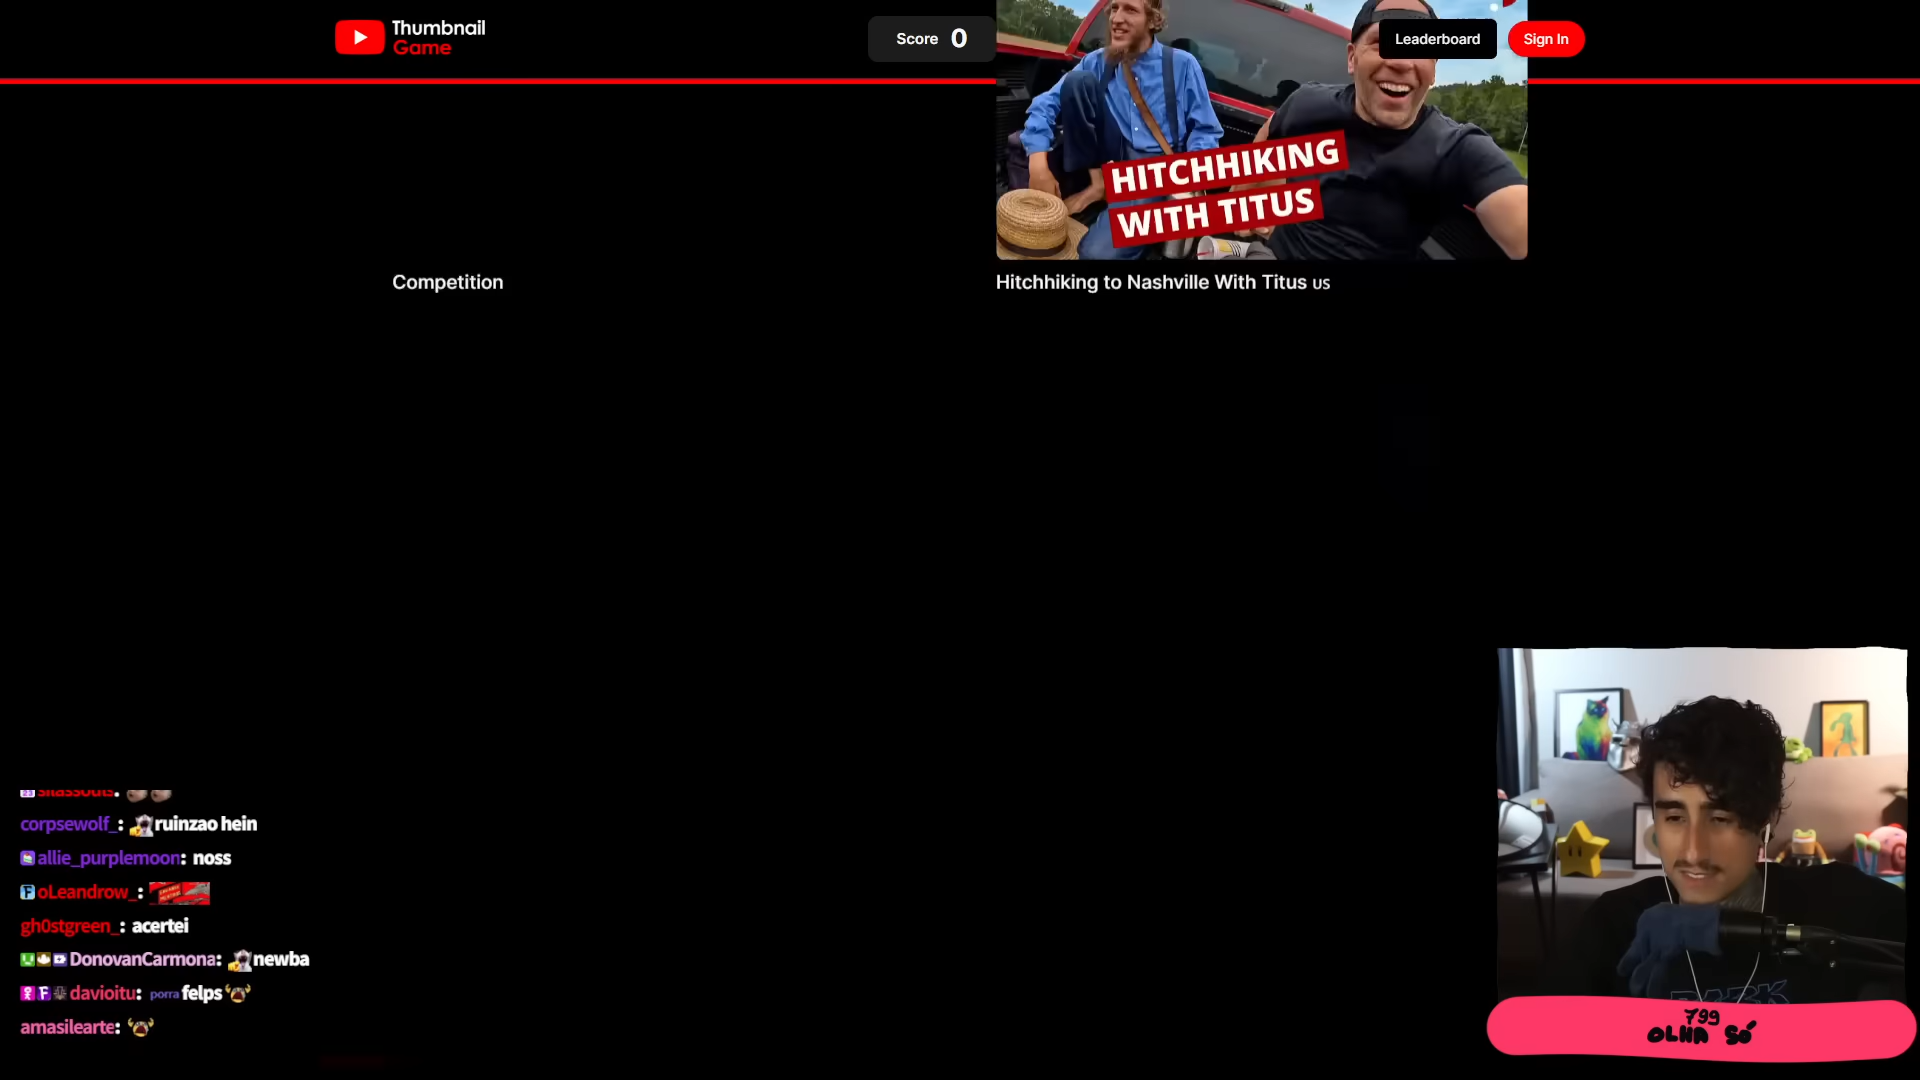 Thumbnail
Game
Score 0
Leaderboard
Sign In
HITCHHIKING
WITH TITUS
Competition
Hitchhiking to Nashville With Titus US
silassouls:
corpsewolf_: ruinzao hein
allie_purplemoon: noss
oLeandrow_:
gh0stgreen_: acertei
DonovanCarmona: newba
davioitu: porra felps
amasilearte:
799
OLHA SÓ